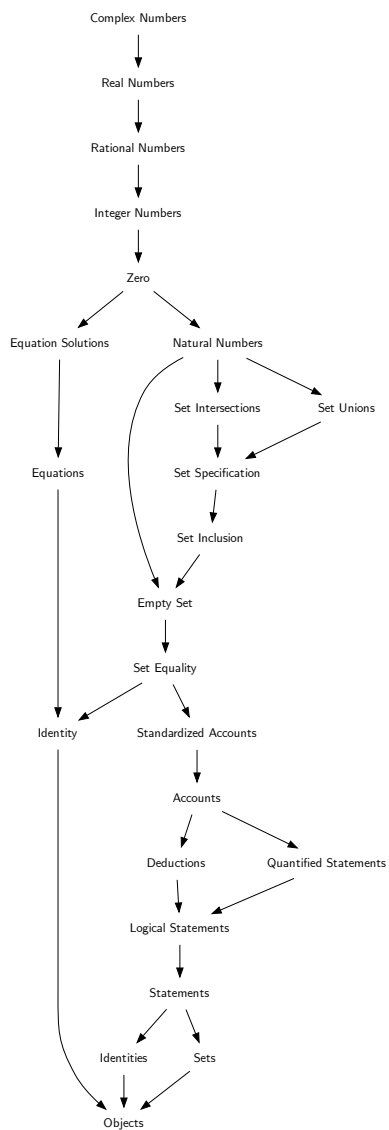 Complex Numbers
Real Numbers
Rational Numbers
Integer Numbers
Zero
Equation Solutions
Natural Numbers
Set Intersections
Set Unions
Equations
Set Specification
Set Inclusion
Empty Set
Set Equality
Identity
Standardized Accounts
Accounts
Deductions
Quantified Statements
Logical Statements
Statements
Identities
Sets
Objects